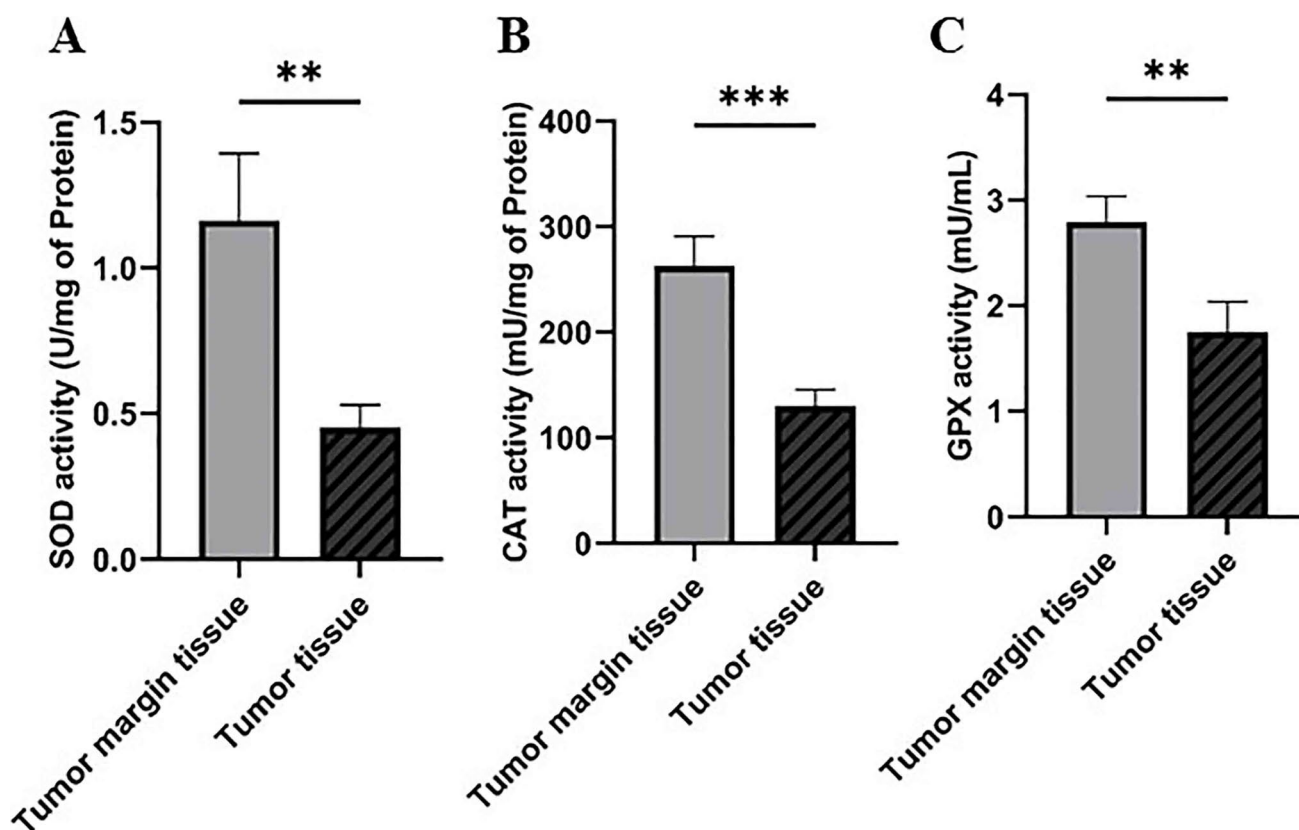 A
**
SOD activity (U/mg of Protein)
1.5
1.0
0.5
0.0
Tumor margin tissue
Tumor tissue
B
***
CAT activity (mU/mg of Protein)
400
300
200
100
0
Tumor margin tissue
Tumor tissue
C
**
GPX activity (mU/mL)
4
3
2
1
0
Tumor margin tissue
Tumor tissue